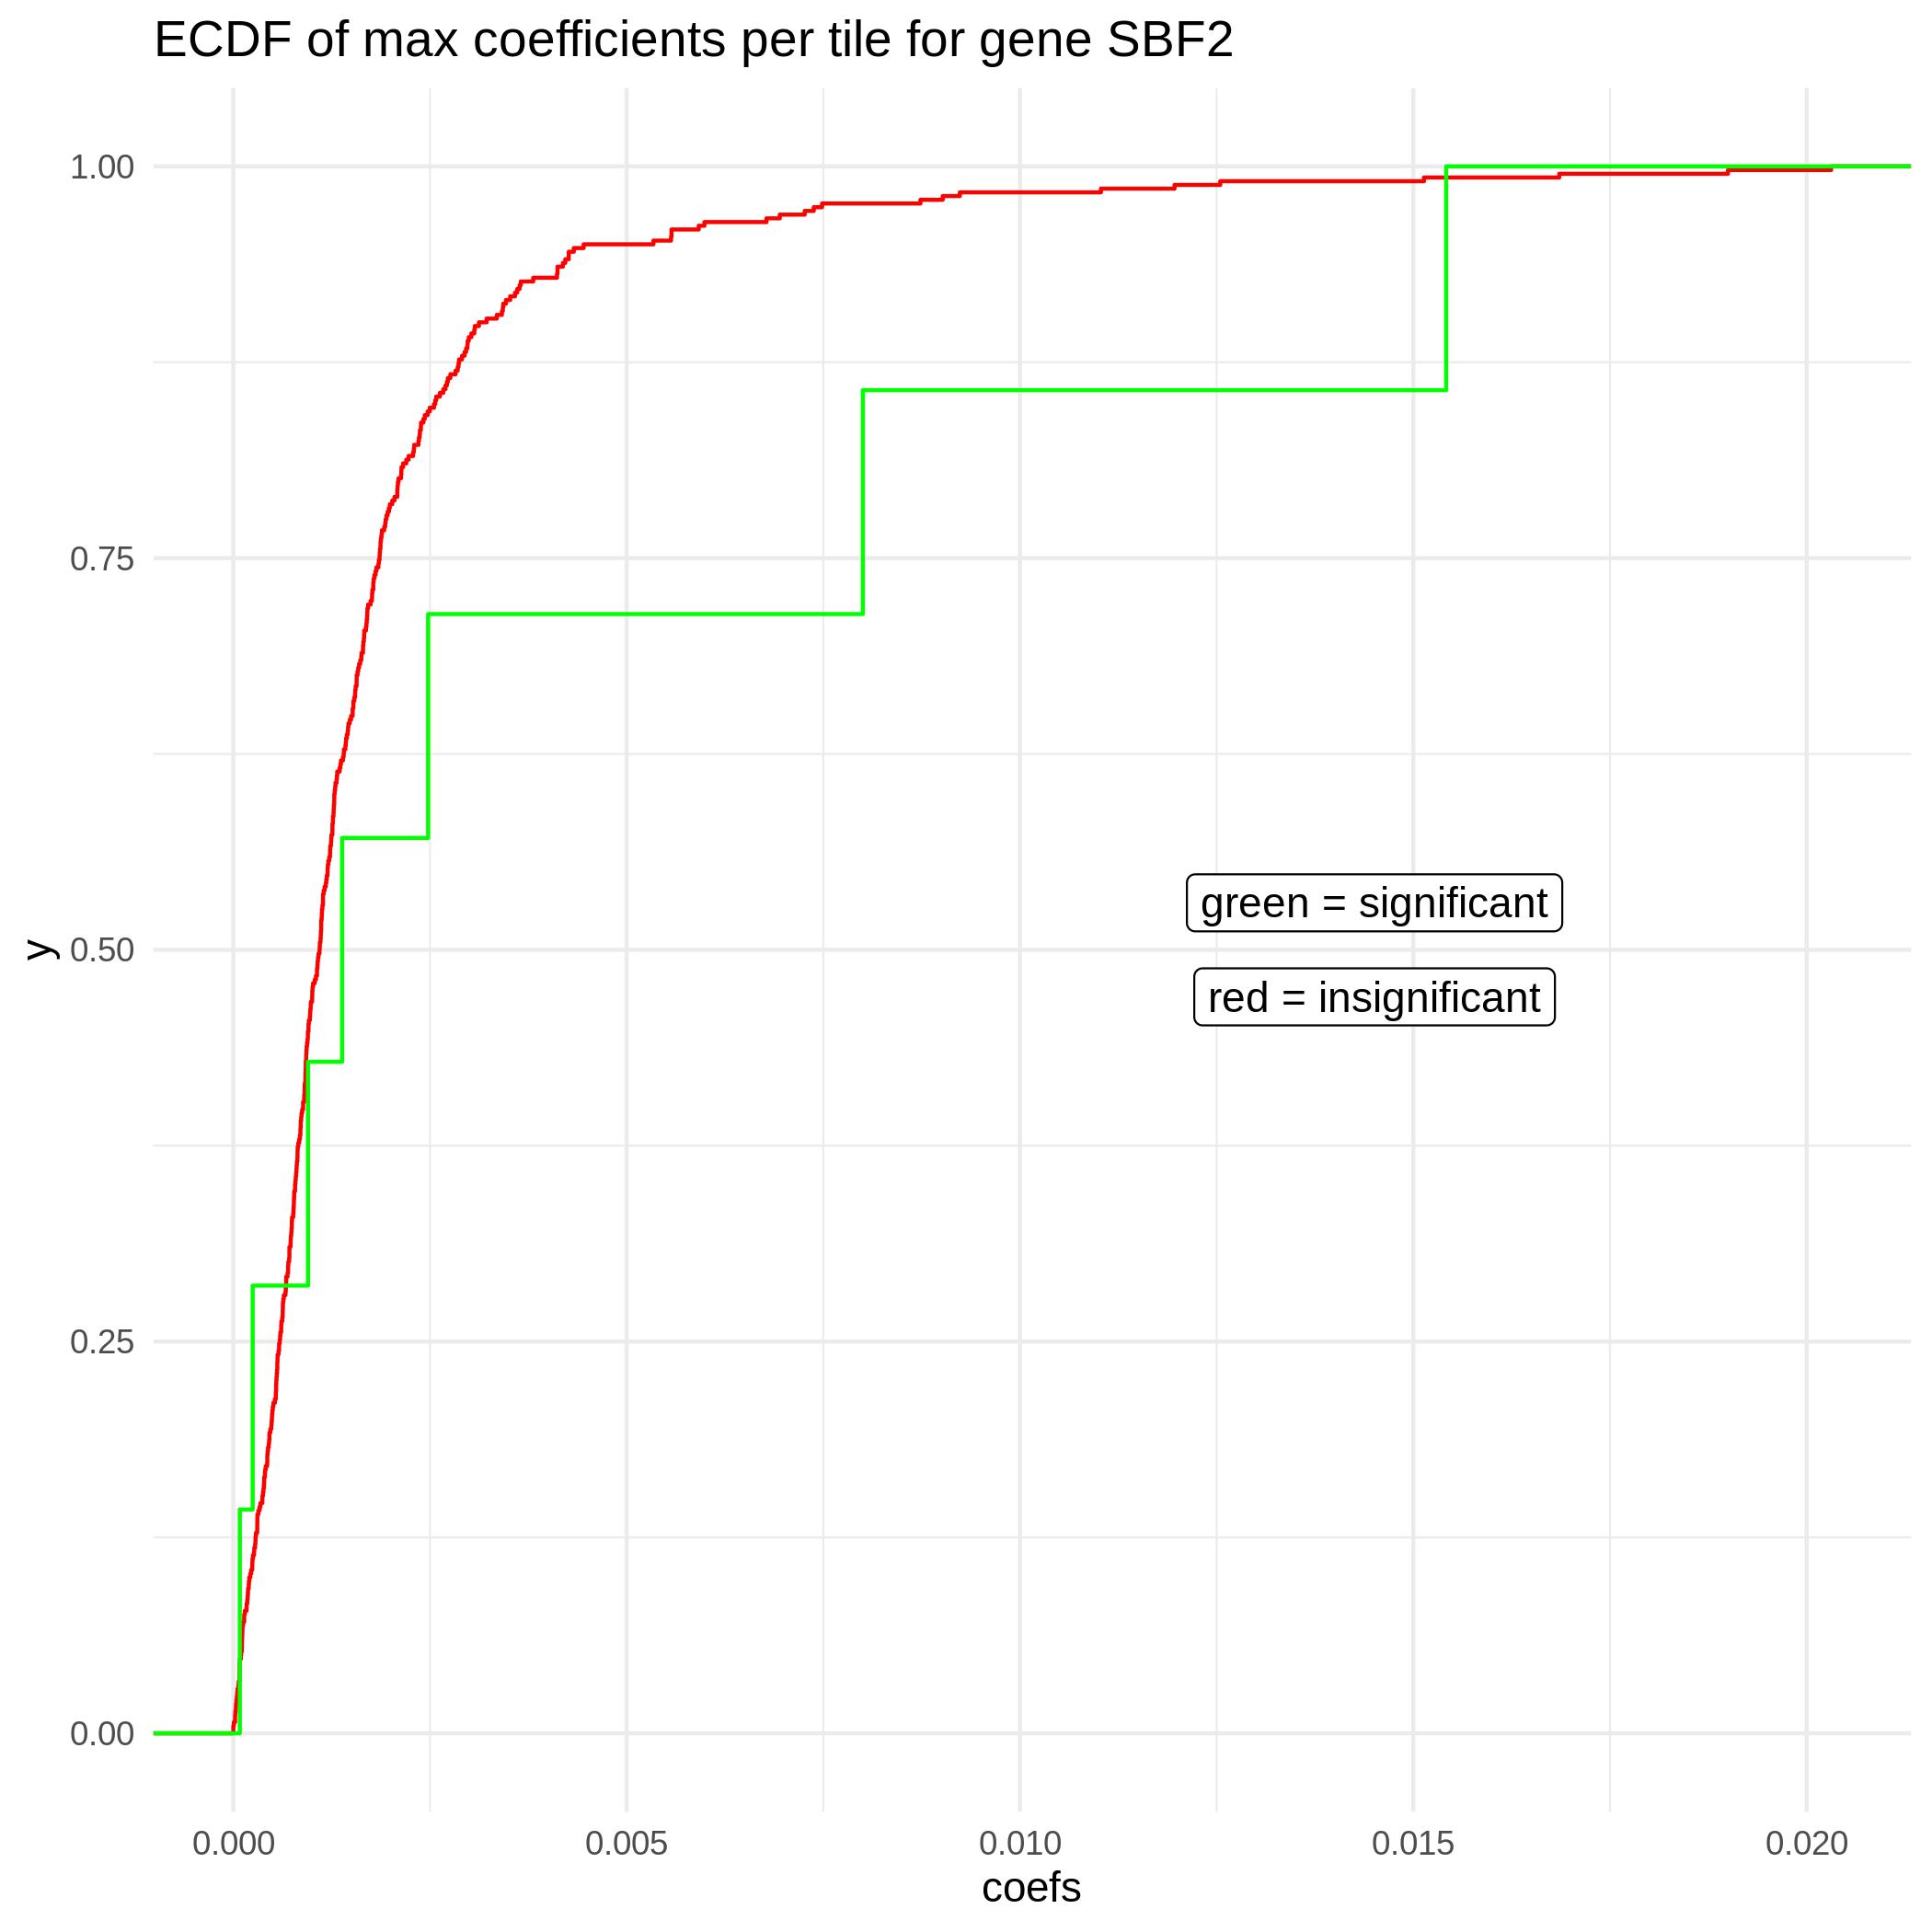 ECDF of max coefficients per tile for gene SBF2
1.00
0.75
0.50
0.25
0.00
y
green = significant
red = insignificant
0.000 0.005 0.010 0.015 0.020
coefs